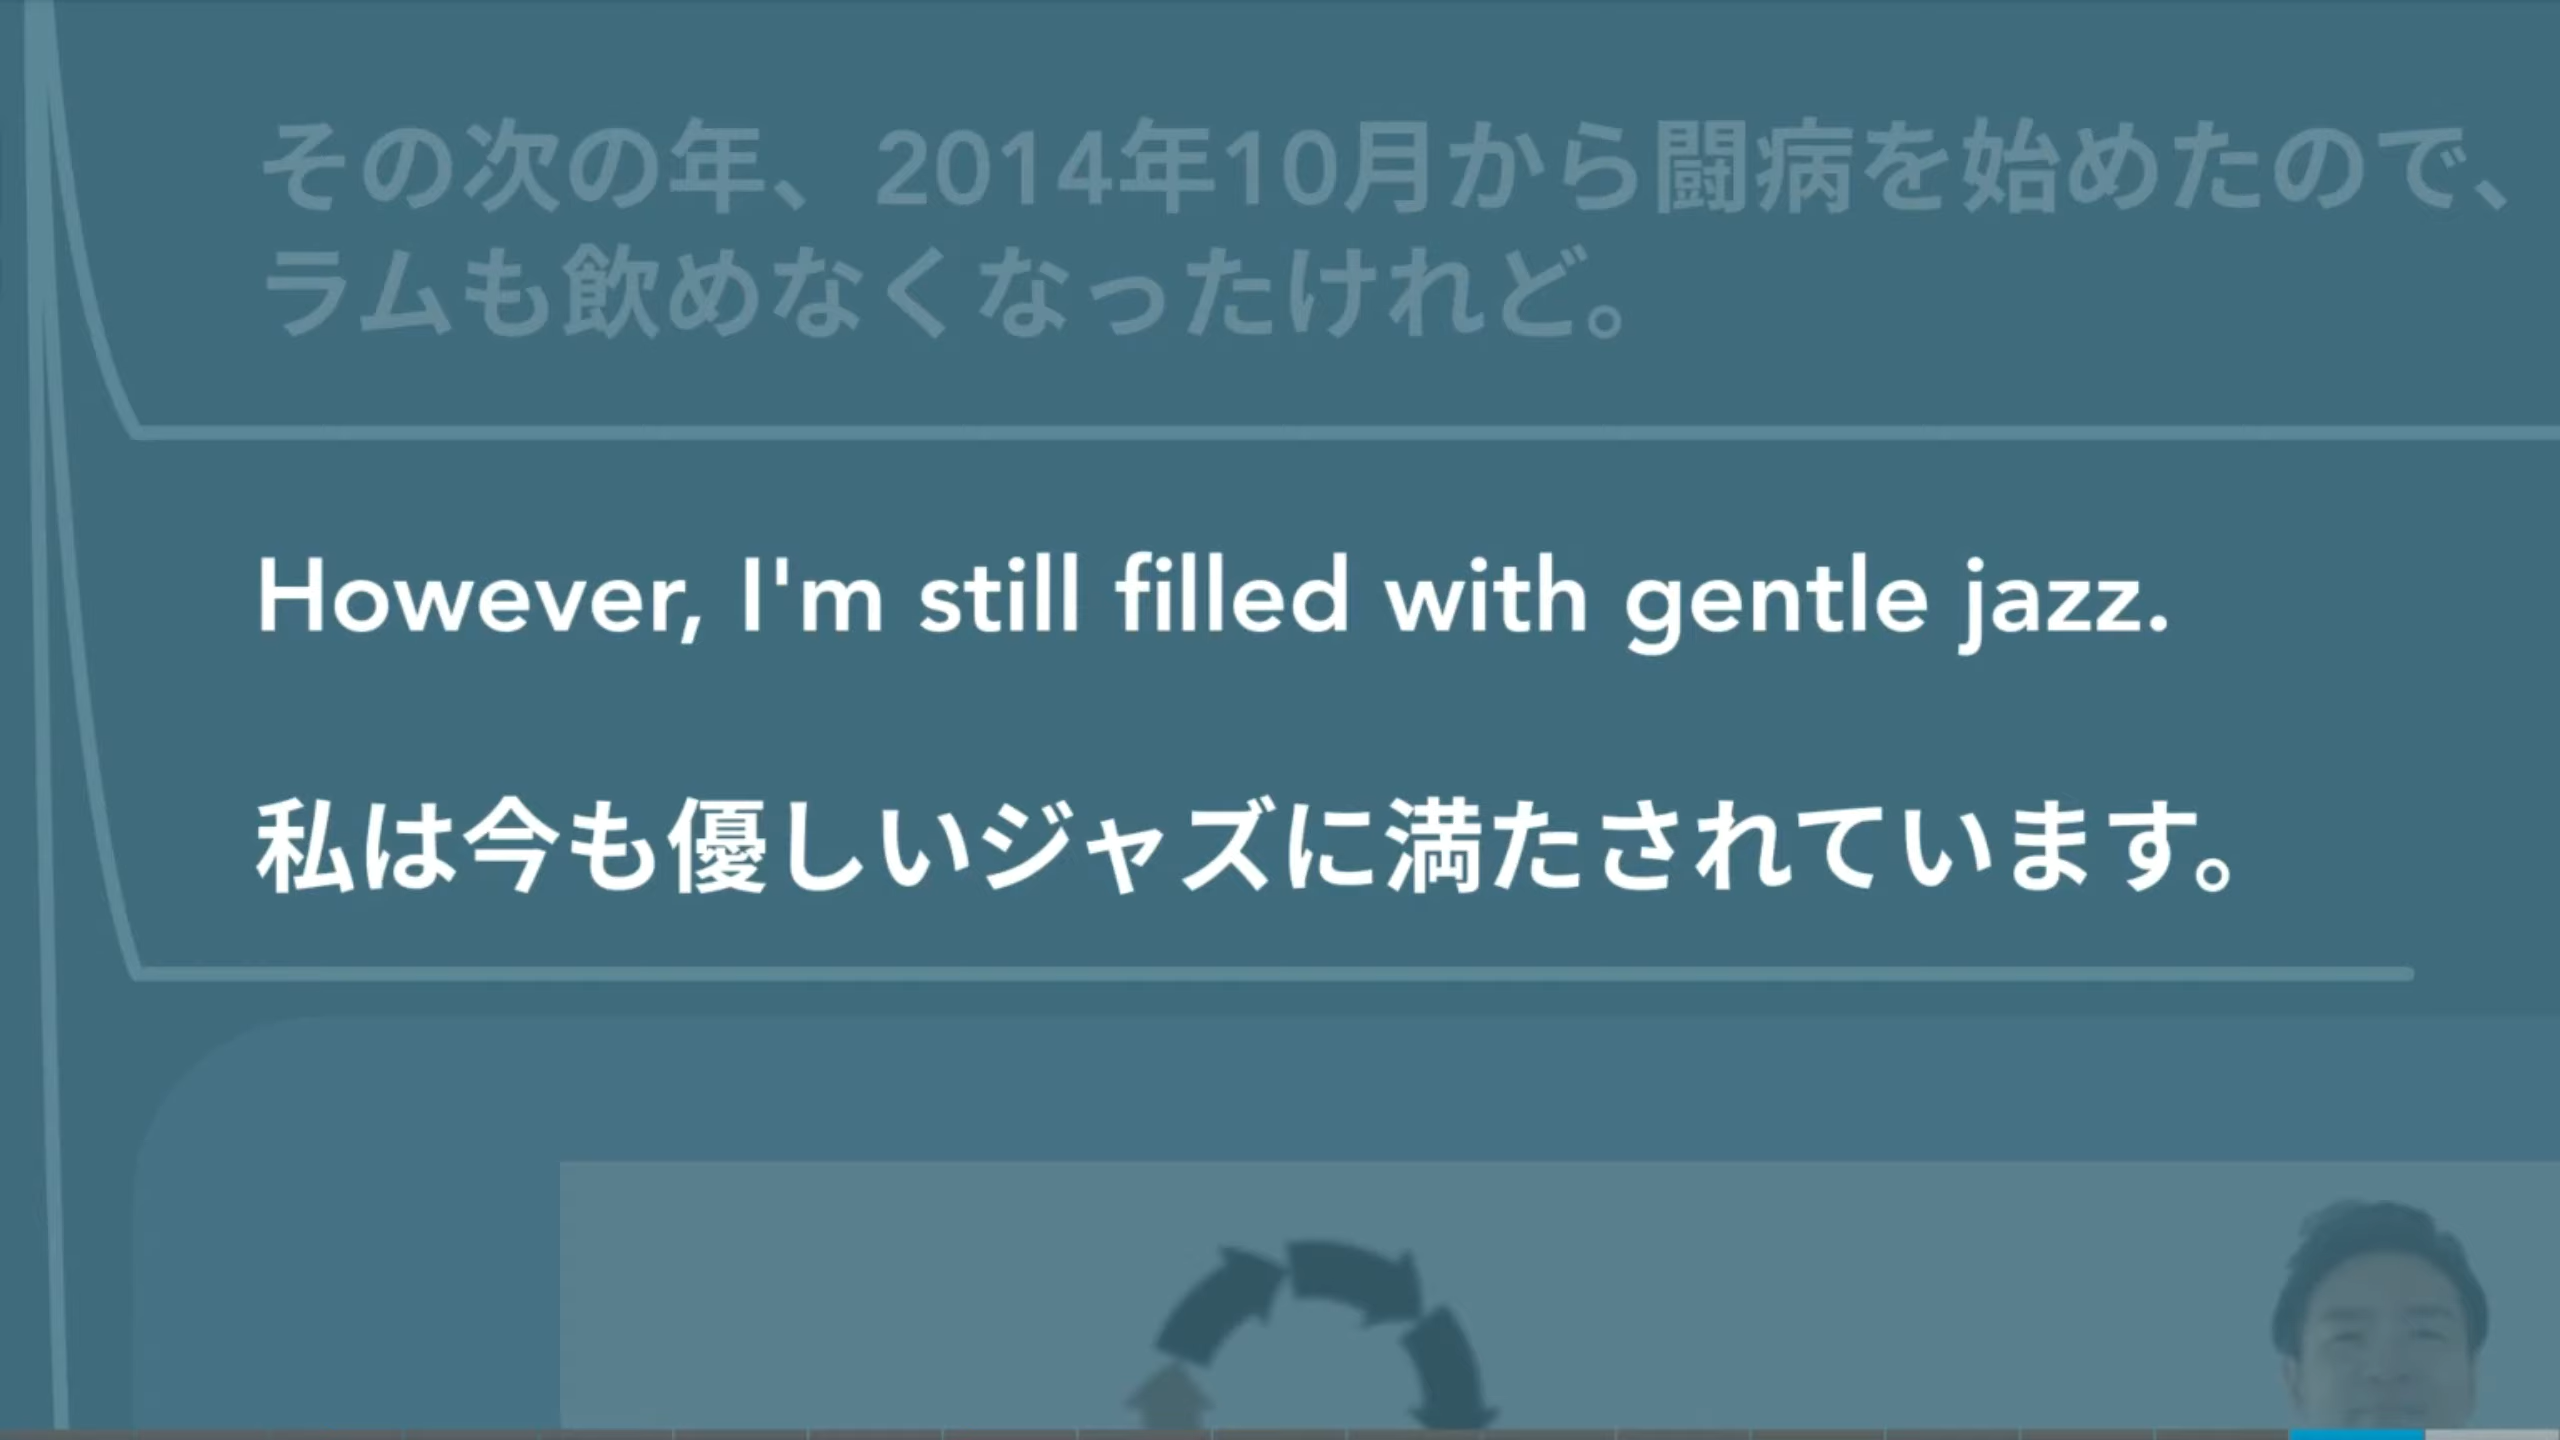 その次の年、2014年10月から闘病を始めたので、
ラムも飲めなくなったけれど。
However, I'm still filled with gentle jazz.
私は今も優しいジャズに満たされています。